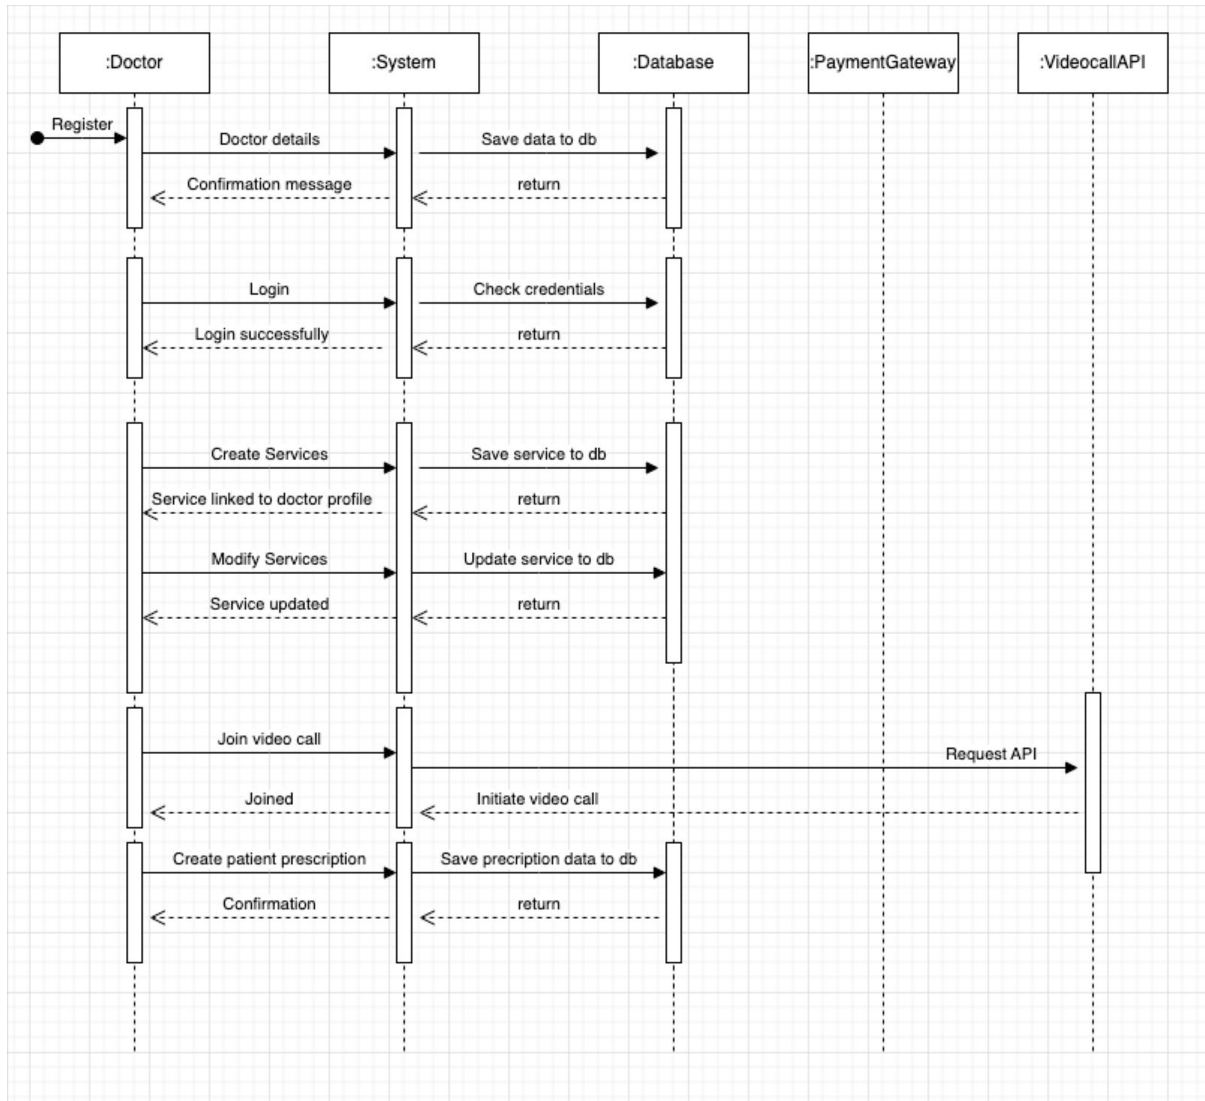 :Doctor
:System
:Database
:PaymentGateway
:VideocallAPI
Register
Doctor details
Save data to db
Confirmation message
return
Login
Check credentials
Login successfully
return
Create Services
Save service to db
Service linked to doctor profile
return
Modify Services
Update service to db
Service updated
return
Join video call
Request API
Joined
Initiate video call
Create patient prescription
Save precription data to db
Confirmation
return